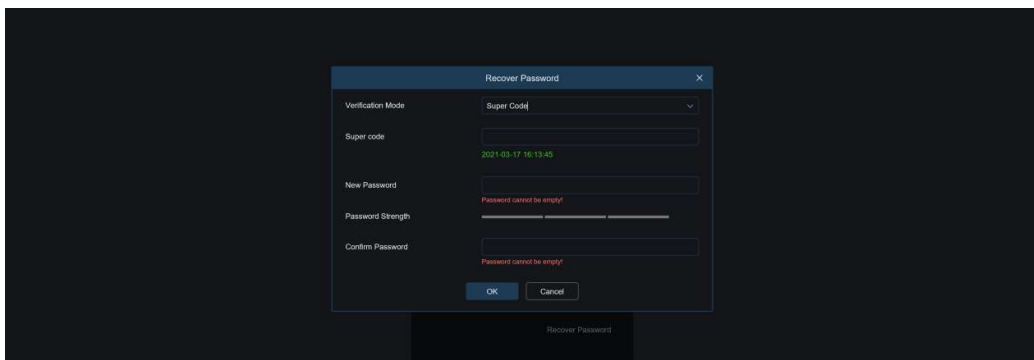 Recover Password
Verification Mode
Super Code
Super code
2021-03-17 16:13:45
New Password
Password cannot be empty!
Password Strength
Confirm Password
Password cannot be empty!
OK
Cancel
Recover Password